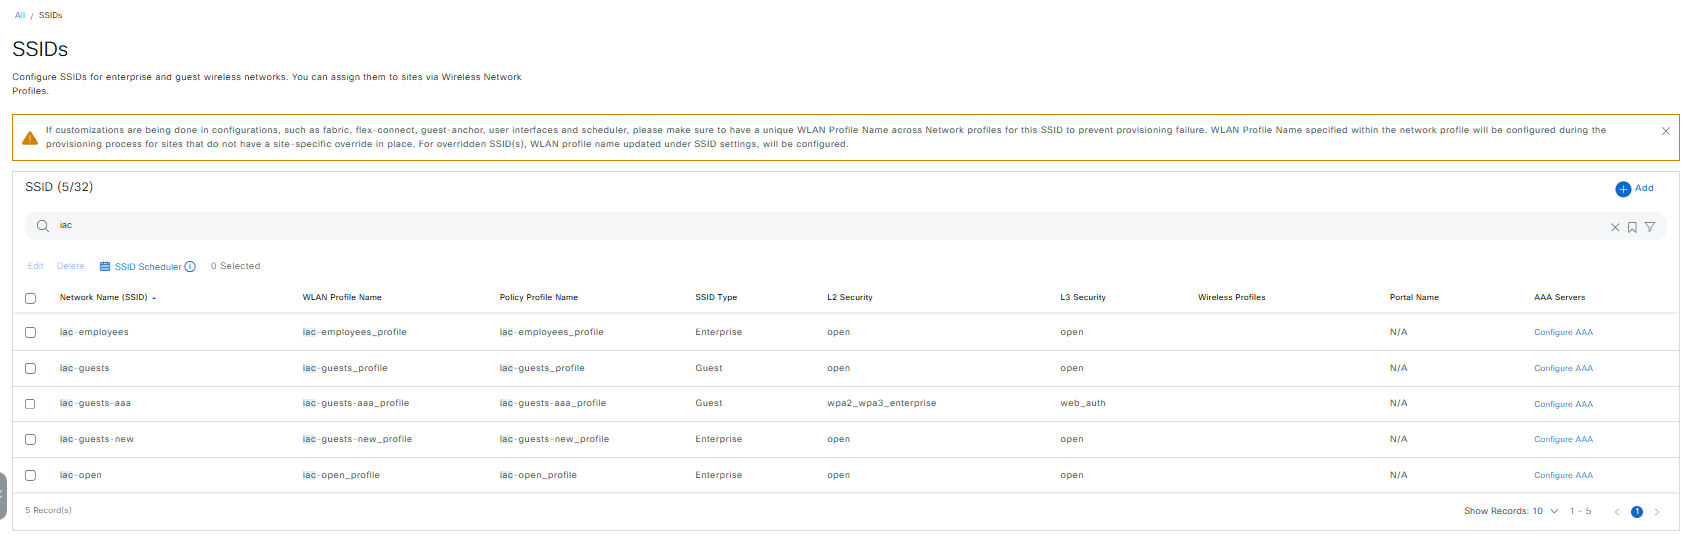 All / SSIDs
SSIDs
Configure SSIDs for enterprise and guest wireless networks. You can assign them to sites via Wireless Network
Profiles.
If customizations are being done in configurations, such as fabric, flex-connect, guest-anchor, user interfaces and scheduler, please make sure to have a unique WLAN Profile Name across Network profiles for this SSID to prevent provisioning failure. WLAN Profile Name specified within the network profile will be configured during the
provisioning process for sites that do not have a site-specific override in place. For overridden SSID(s), WLAN profile name updated under SSID settings, will be configured.
SSID (5/32)
Add
iac
Edit Delete SSID Scheduler 0 Selected
Network Name (SSID) WLAN Profile Name Policy Profile Name SSID Type L2 Security L3 Security Wireless Profiles Portal Name AAA Servers
iac-employees iac-employees_profile iac-employees_profile Enterprise open open N/A Configure AAA
iac-guests iac-guests_profile iac-guests_profile Guest open open N/A Configure AAA
iac-guests-aaa iac-guests-aaa_profile iac-guests-aaa_profile Guest wpa2_wpa3_enterprise web_auth N/A Configure AAA
iac-guests-new iac-guests-new_profile iac-guests-new_profile Enterprise open open N/A Configure AAA
iac-open iac-open_profile iac-open_profile Enterprise open open N/A Configure AAA
5 Record(s) Show Records: 10 1 - 5 1